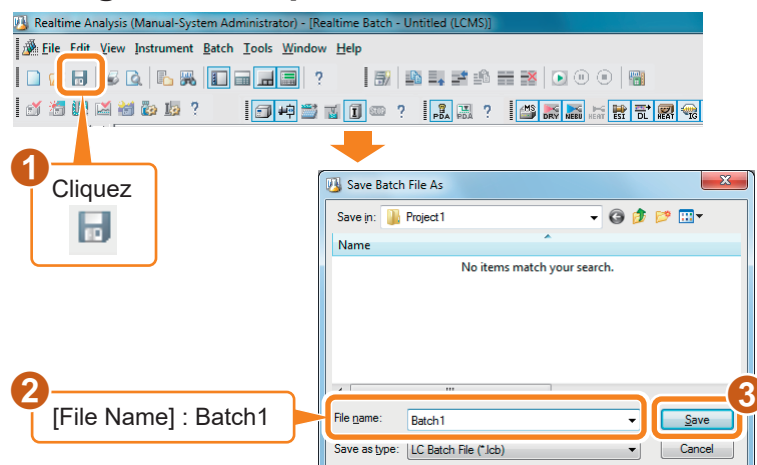 Realtime Analysis (Manual-System Administrator) - [Realtime Batch - Untitled (LCMS)]
File Edit View Instrument Batch Tools Window Help
?
? ? PDA PDA ? MS DRY NEBU HEAT ESI DL HEAT IG
1
Cliquez
Save Batch File As
Save in: Project1
Name
No items match your search.
2
[File Name] : Batch1
3
File name: Batch1 Save
Save as type: LC Batch File (*.lcb) Cancel